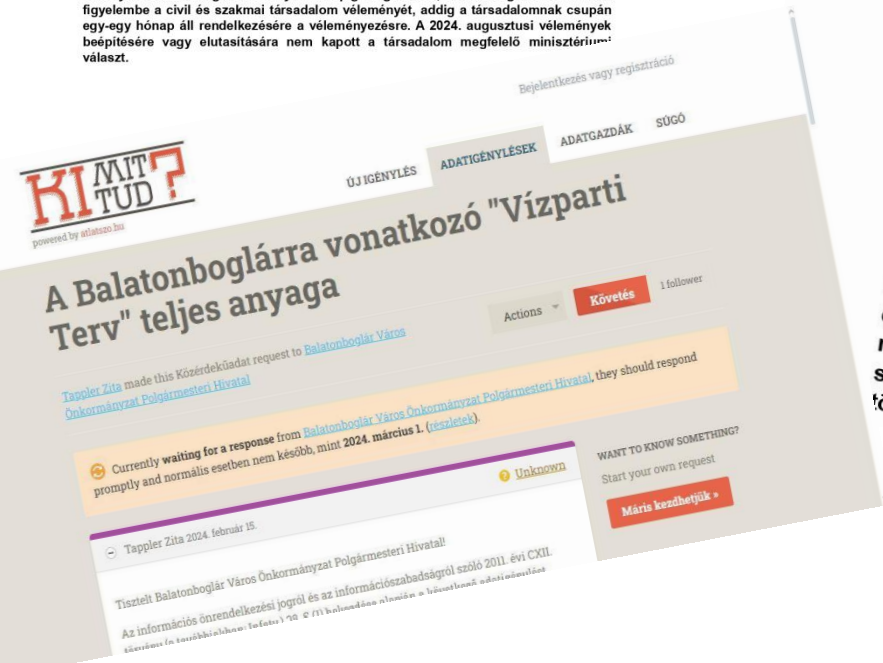 figyelembe a civil és szakmai társadalom véleményét, addig a társadalomnak csupán
egy-egy hónap áll rendelkezésére a véleményezésre. A 2024. augusztusi vélemények
beépítésére vagy elutasítására nem kapott a társadalom megfelelő minisztériumi
választ.
Bejelentkezés vagy regisztráció
KI MIT TUD?
powered by atlatszo.hu
ÚJ IGÉNYLÉS ADATIGÉNYLÉSEK ADATGAZDÁK SÚGÓ
A Balatonboglárra vonatkozó "Vízparti
Terv" teljes anyaga
Actions Követés 1 follower
Tappler Zita made this Közérdekűadat request to Balatonboglár Város
Önkormányzat Polgármesteri Hivatal
Currently waiting for a response from Balatonboglár Város Önkormányzat Polgármesteri Hivatal, they should respond
promptly and normális esetben nem később, mint 2024. március 1. (részletek).
WANT TO KNOW SOMETHING?
Start your own request
Máris kezdhetjük »
Tappler Zita 2024. február 15.
Unknown
Tisztelt Balatonboglár Város Önkormányzat Polgármesteri Hivatal!
Az információs önrendelkezési jogról és az információszabadságról szóló 2011. évi CXII.